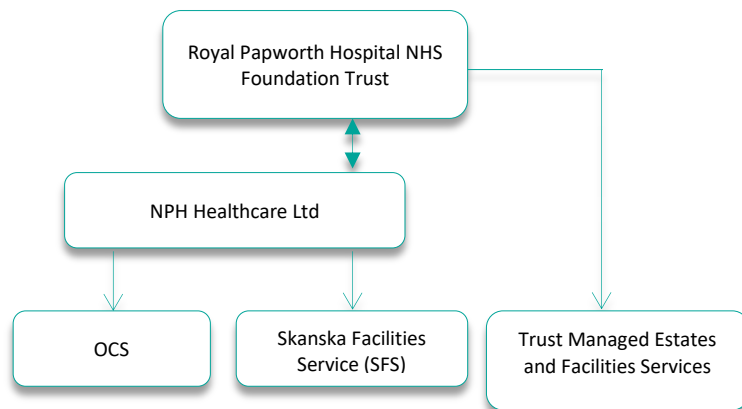 Royal Papworth Hospital NHS
Foundation Trust
NPH Healthcare Ltd
OCS
Skanska Facilities
Service (SFS)
Trust Managed Estates
and Facilities Services